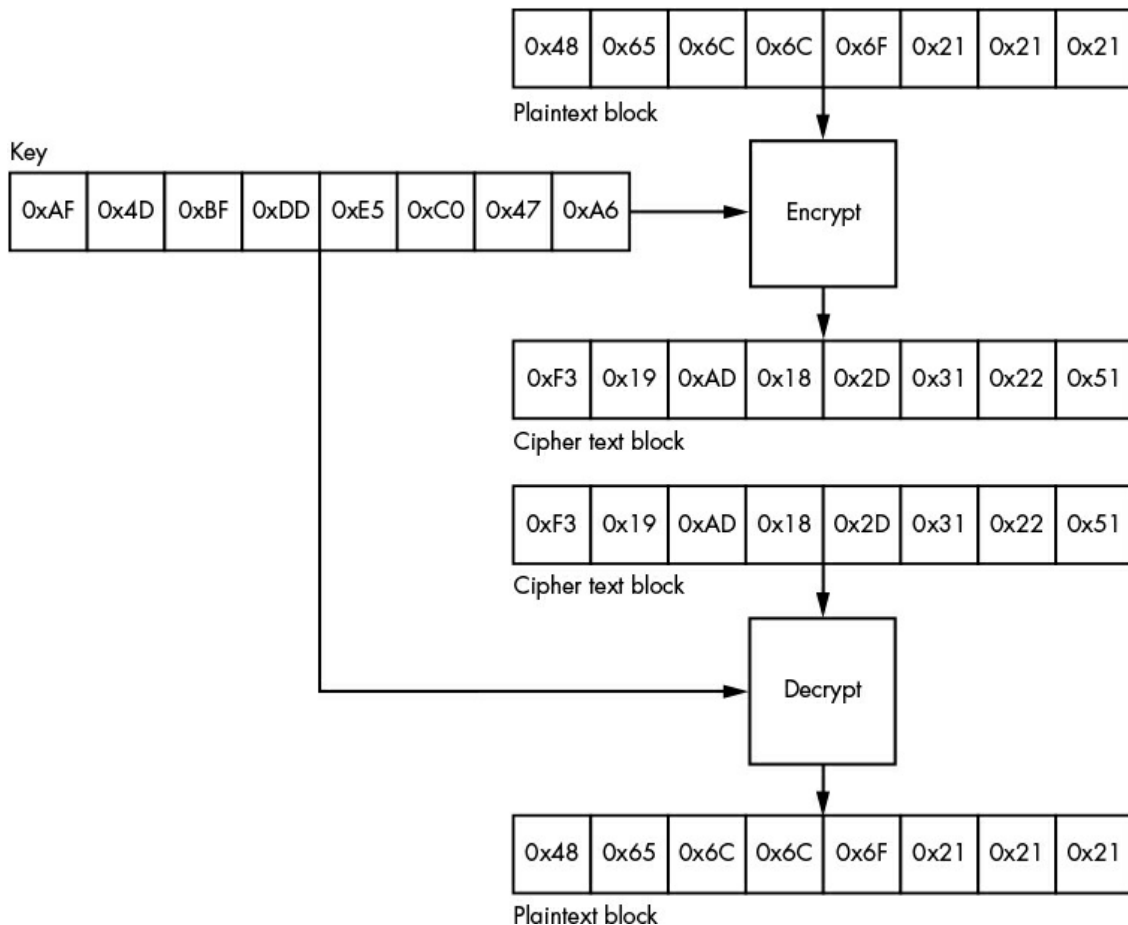 0x48 0x65 0x6C 0x6C 0x6F 0x21 0x21 0x21
Plaintext block
Key
0xAF 0x4D 0xBF 0xDD 0xE5 0xC0 0x47 0xA6
Encrypt
0xF3 0x19 0xAD 0x18 0x2D 0x31 0x22 0x51
Cipher text block
0xF3 0x19 0xAD 0x18 0x2D 0x31 0x22 0x51
Cipher text block
Decrypt
0x48 0x65 0x6C 0x6C 0x6F 0x21 0x21 0x21
Plaintext block